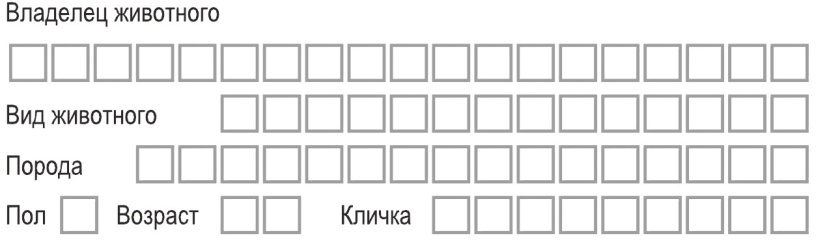 Владелец животного
Вид животного
Порода
Пол Возраст Кличка